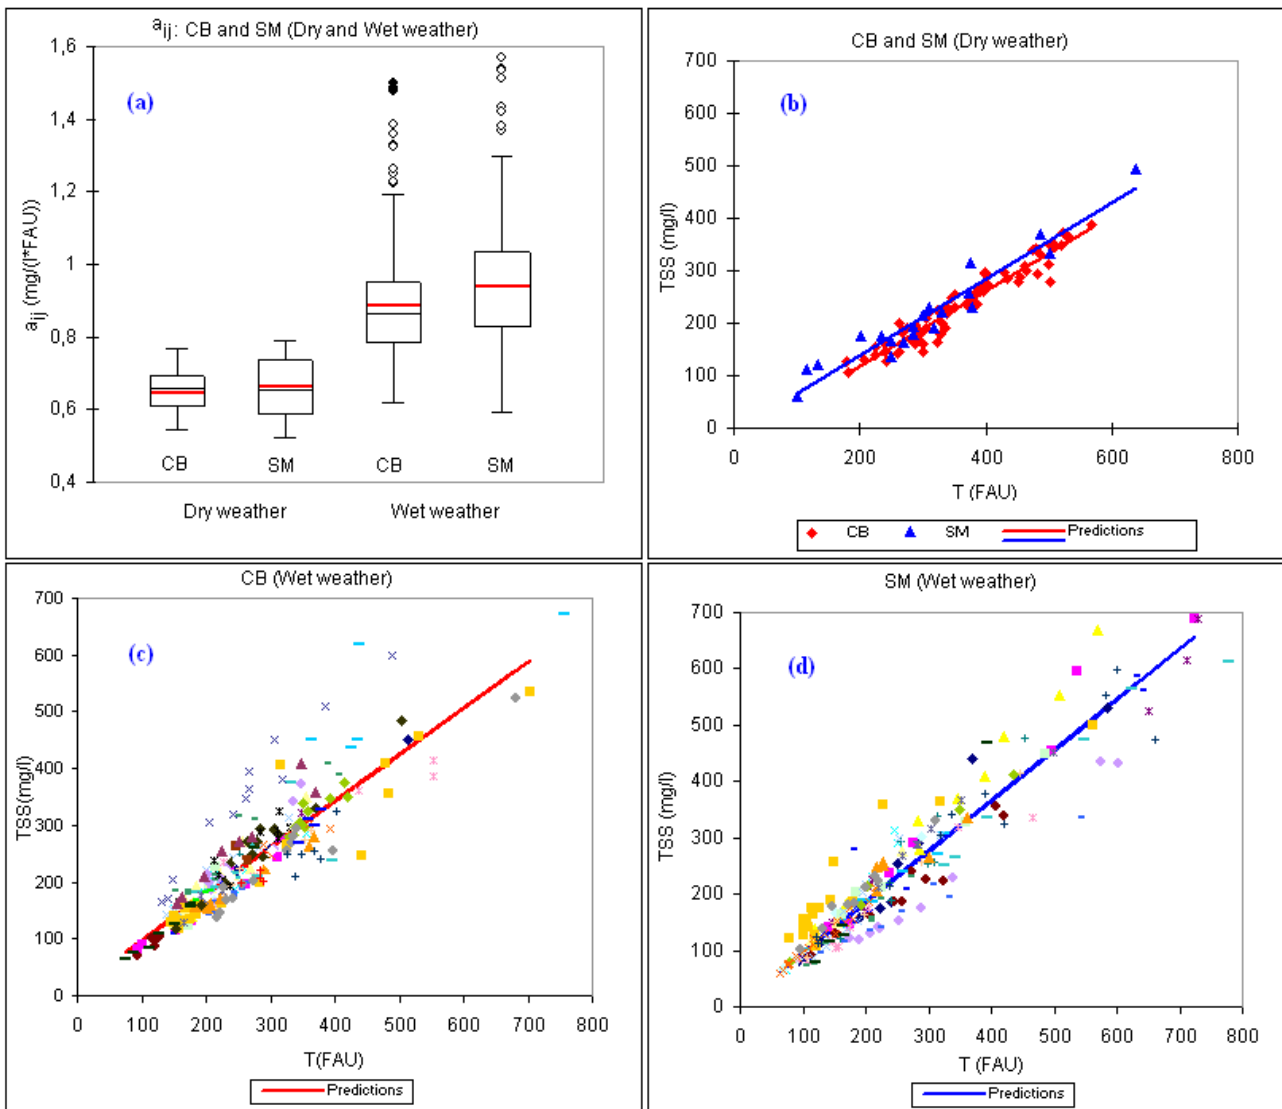 a_ij: CB and SM (Dry and Wet weather)
1,6
1,4
1,2
1
0,8
0,6
0,4
a_ij (mg/(l*FAU))
(a)
CB
SM
CB
SM
Dry weather
Wet weather
CB and SM (Dry weather)
700
600
500
400
300
200
100
0
TSS (mg/l)
(b)
0
200
400
600
800
T (FAU)
CB
SM
Predictions
CB (Wet weather)
700
600
500
400
300
200
100
0
TSS(mg/l)
(c)
0
100
200
300
400
500
600
700
800
T(FAU)
Predictions
SM (Wet weather)
700
600
500
400
300
200
100
0
TSS (mg/l)
(d)
0
100
200
300
400
500
600
700
800
T (FAU)
Predictions